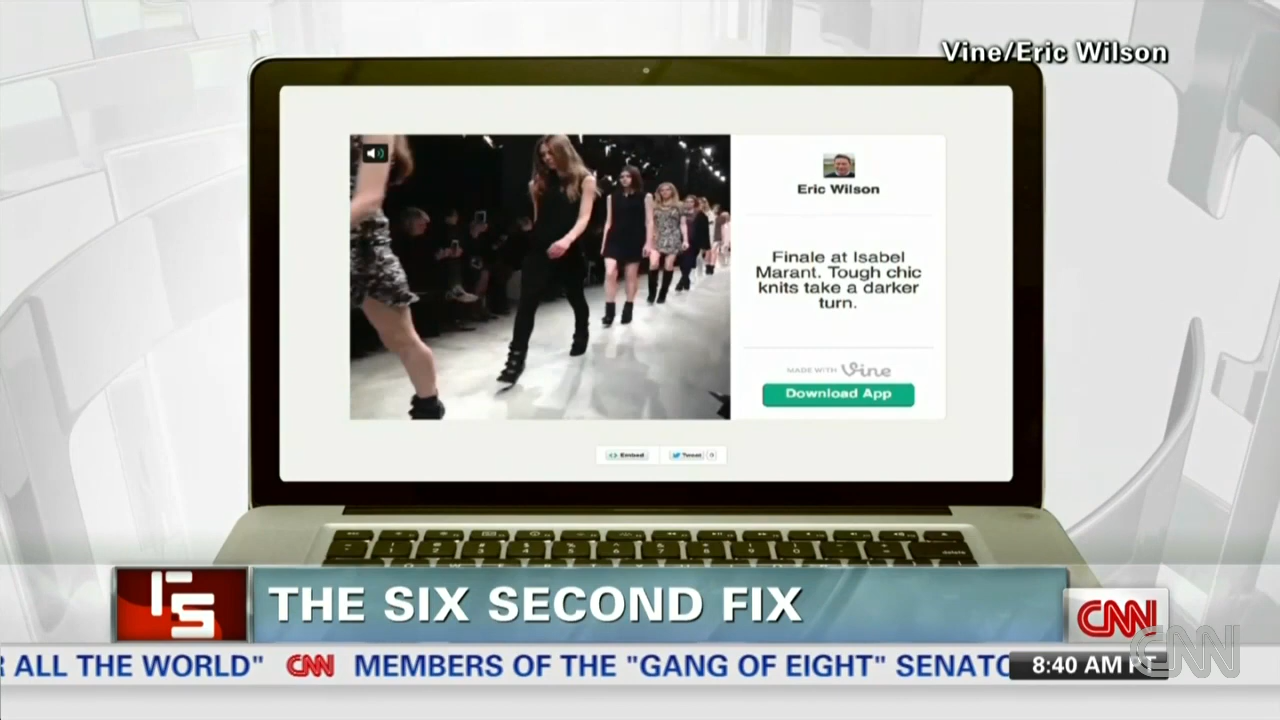 Vine/Eric Wilson
Eric Wilson
Finale at Isabel
Marant. Tough chic
knits take a darker
turn.
MADE WITH Vine
Download App
Embed
Tweet 0
delete
RS
THE SIX SECOND FIX
CNN
R ALL THE WORLD" CNN MEMBERS OF THE "GANG OF EIGHT" SENATO
8:40 AM PT
CNN